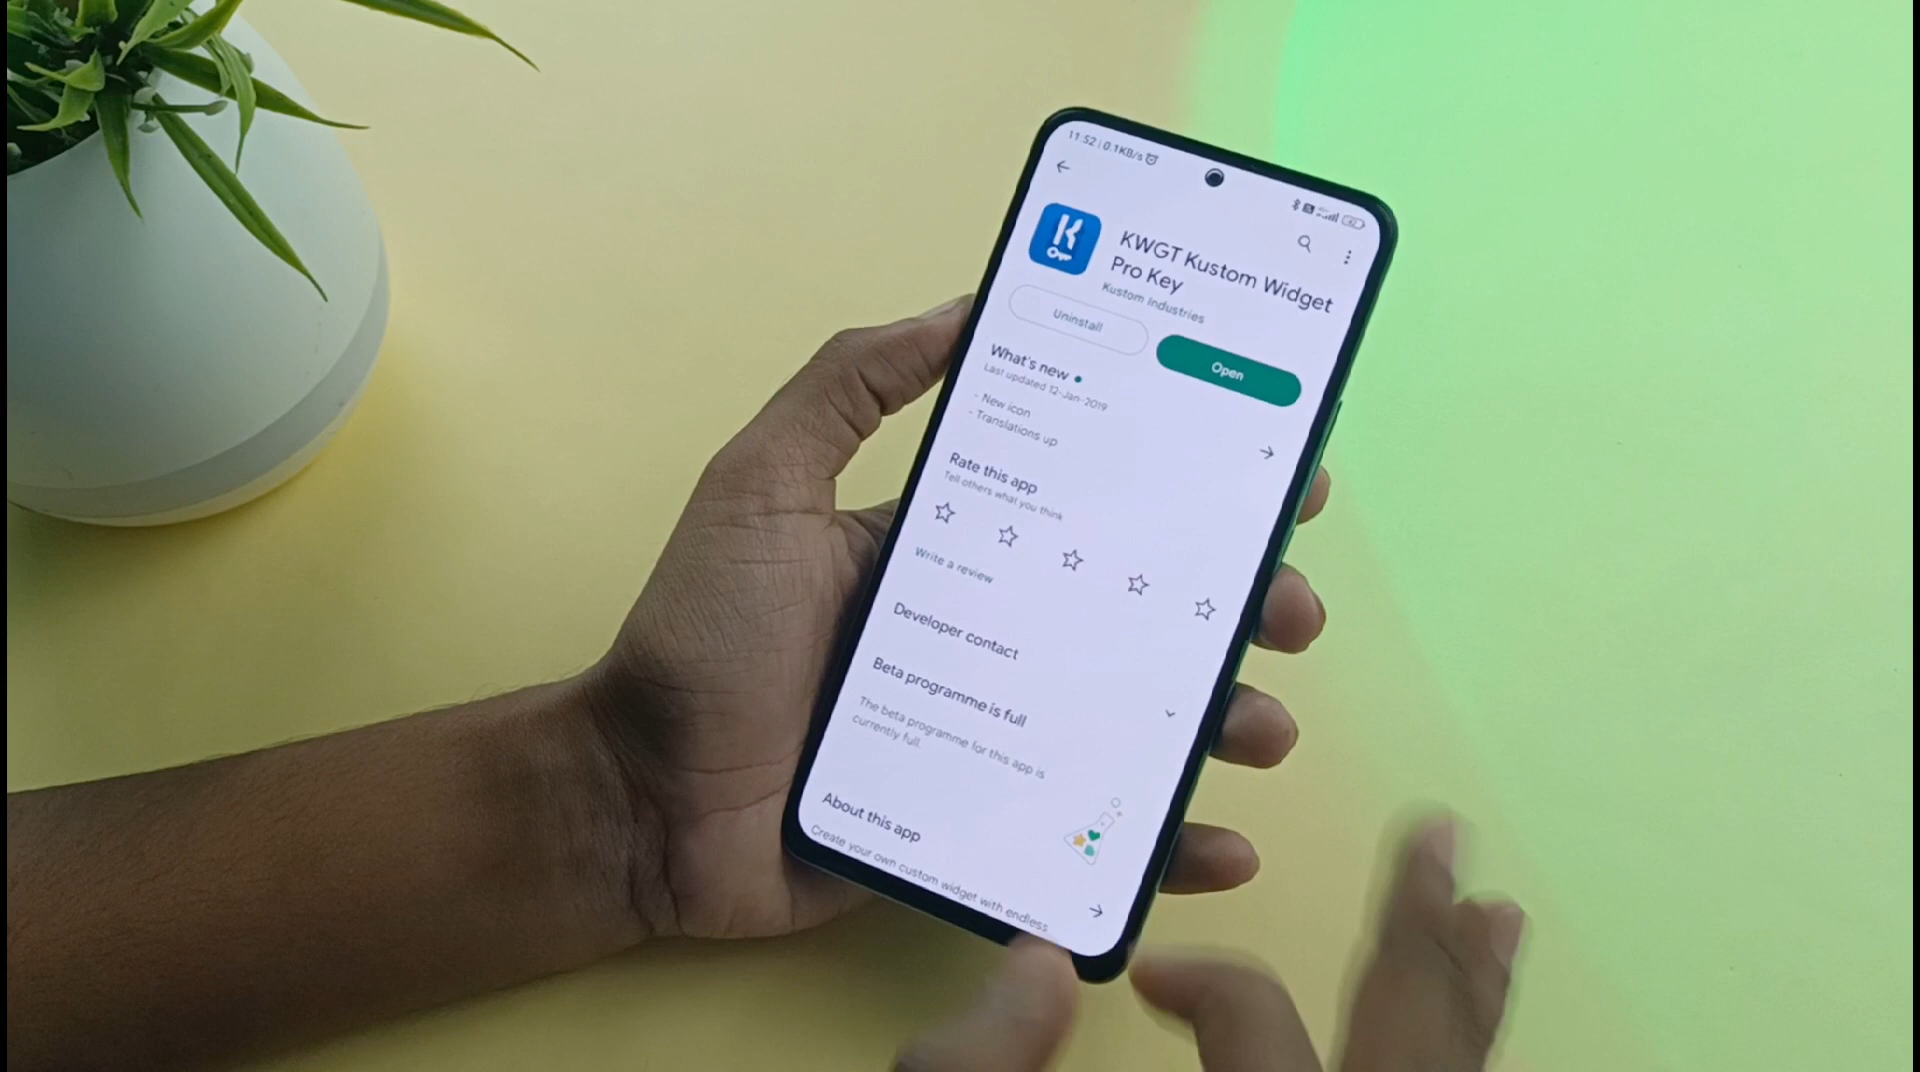 11:52 | 0.1KB/s
KWGT Kustom Widget
Pro Key
Kustom Industries
Uninstall
Open
What's new
Last updated 12-Jan-2019
- New icon
- Translations up
Rate this app
Tell others what you think
Write a review
Developer contact
Beta programme is full
The beta programme for this app is
currently full.
About this app
Create your own custom widget with endless